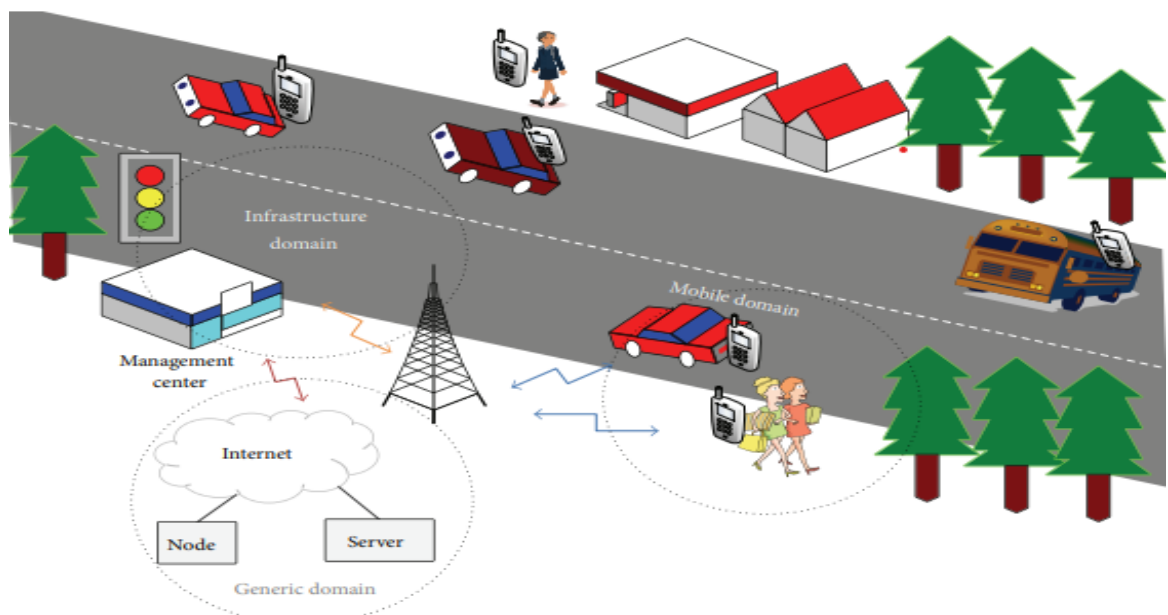 Infrastructure
domain
Mobile domain
Management
center
Internet
Node
Server
Generic domain